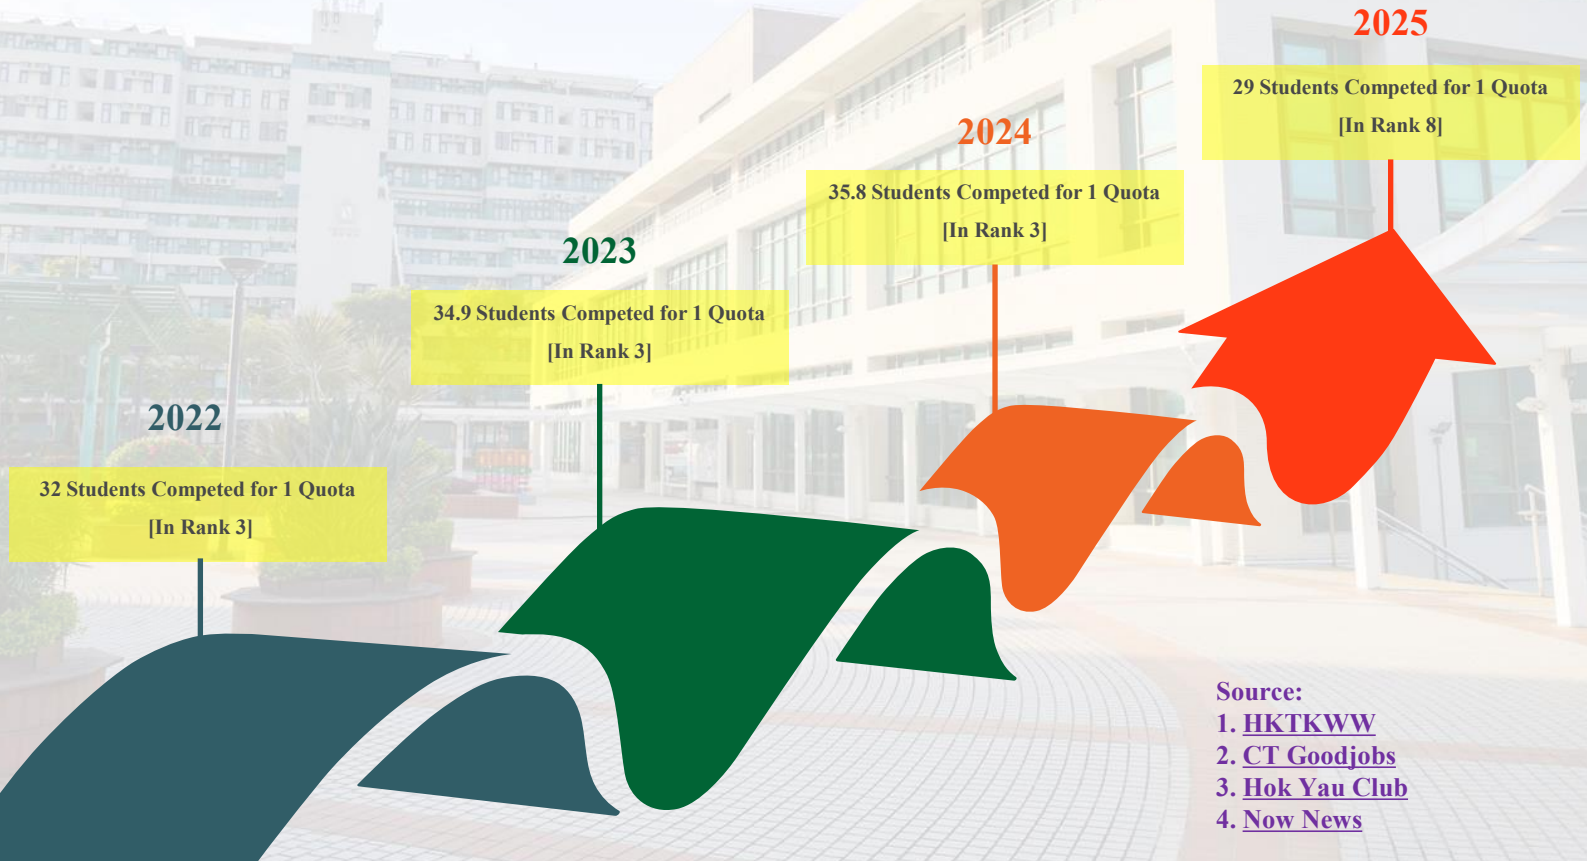 2022
32 Students Competed for 1 Quota
[In Rank 3]
2023
34.9 Students Competed for 1 Quota
[In Rank 3]
2024
35.8 Students Competed for 1 Quota
[In Rank 3]
2025
29 Students Competed for 1 Quota
[In Rank 8]
Source:
1. HKTKWW
2. CT Goodjobs
3. Hok Yau Club
4. Now News